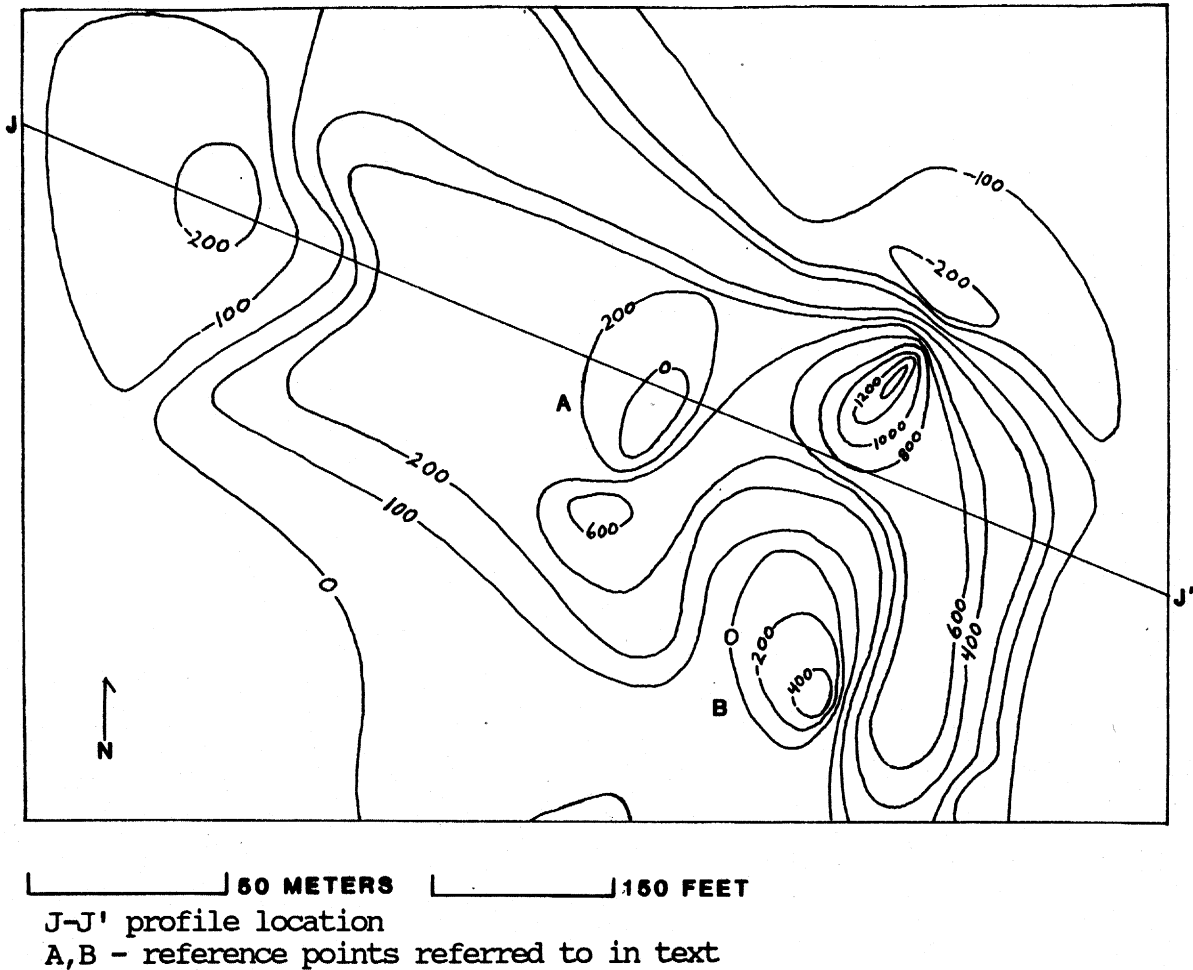 -100
J
-200
-200
-200
-100
0
A
1200
1000
800
200
100
600
0
600
400
J'
0
-200
-400
B
N
50 METERS 150 FEET
J-J' profile location
A,B - reference points referred to in text